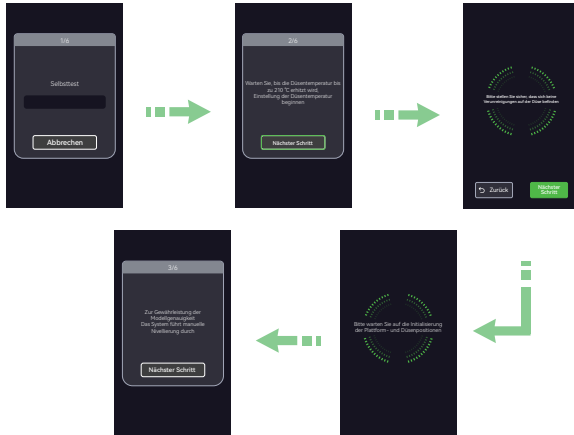 1/6
Selbsttest
Abbrechen
2/6
Warten Sie, bis die Düsentemperatur bis
zu 210 °C erhitzt wird,
Einstellung der Düsentemperatur
beginnen
Nächster Schritt
Bitte stellen Sie sicher, dass sich keine
Verunreinigungen auf der Düse befinden
Zurück
Nächster
Schritt
Bitte warten Sie auf die Initialisierung
der Plattform- und Düsenpositionen
3/6
Zur Gewährleistung der
Modellgenauigkeit
Das System führt manuelle
Nivellierung durch
Nächster Schritt